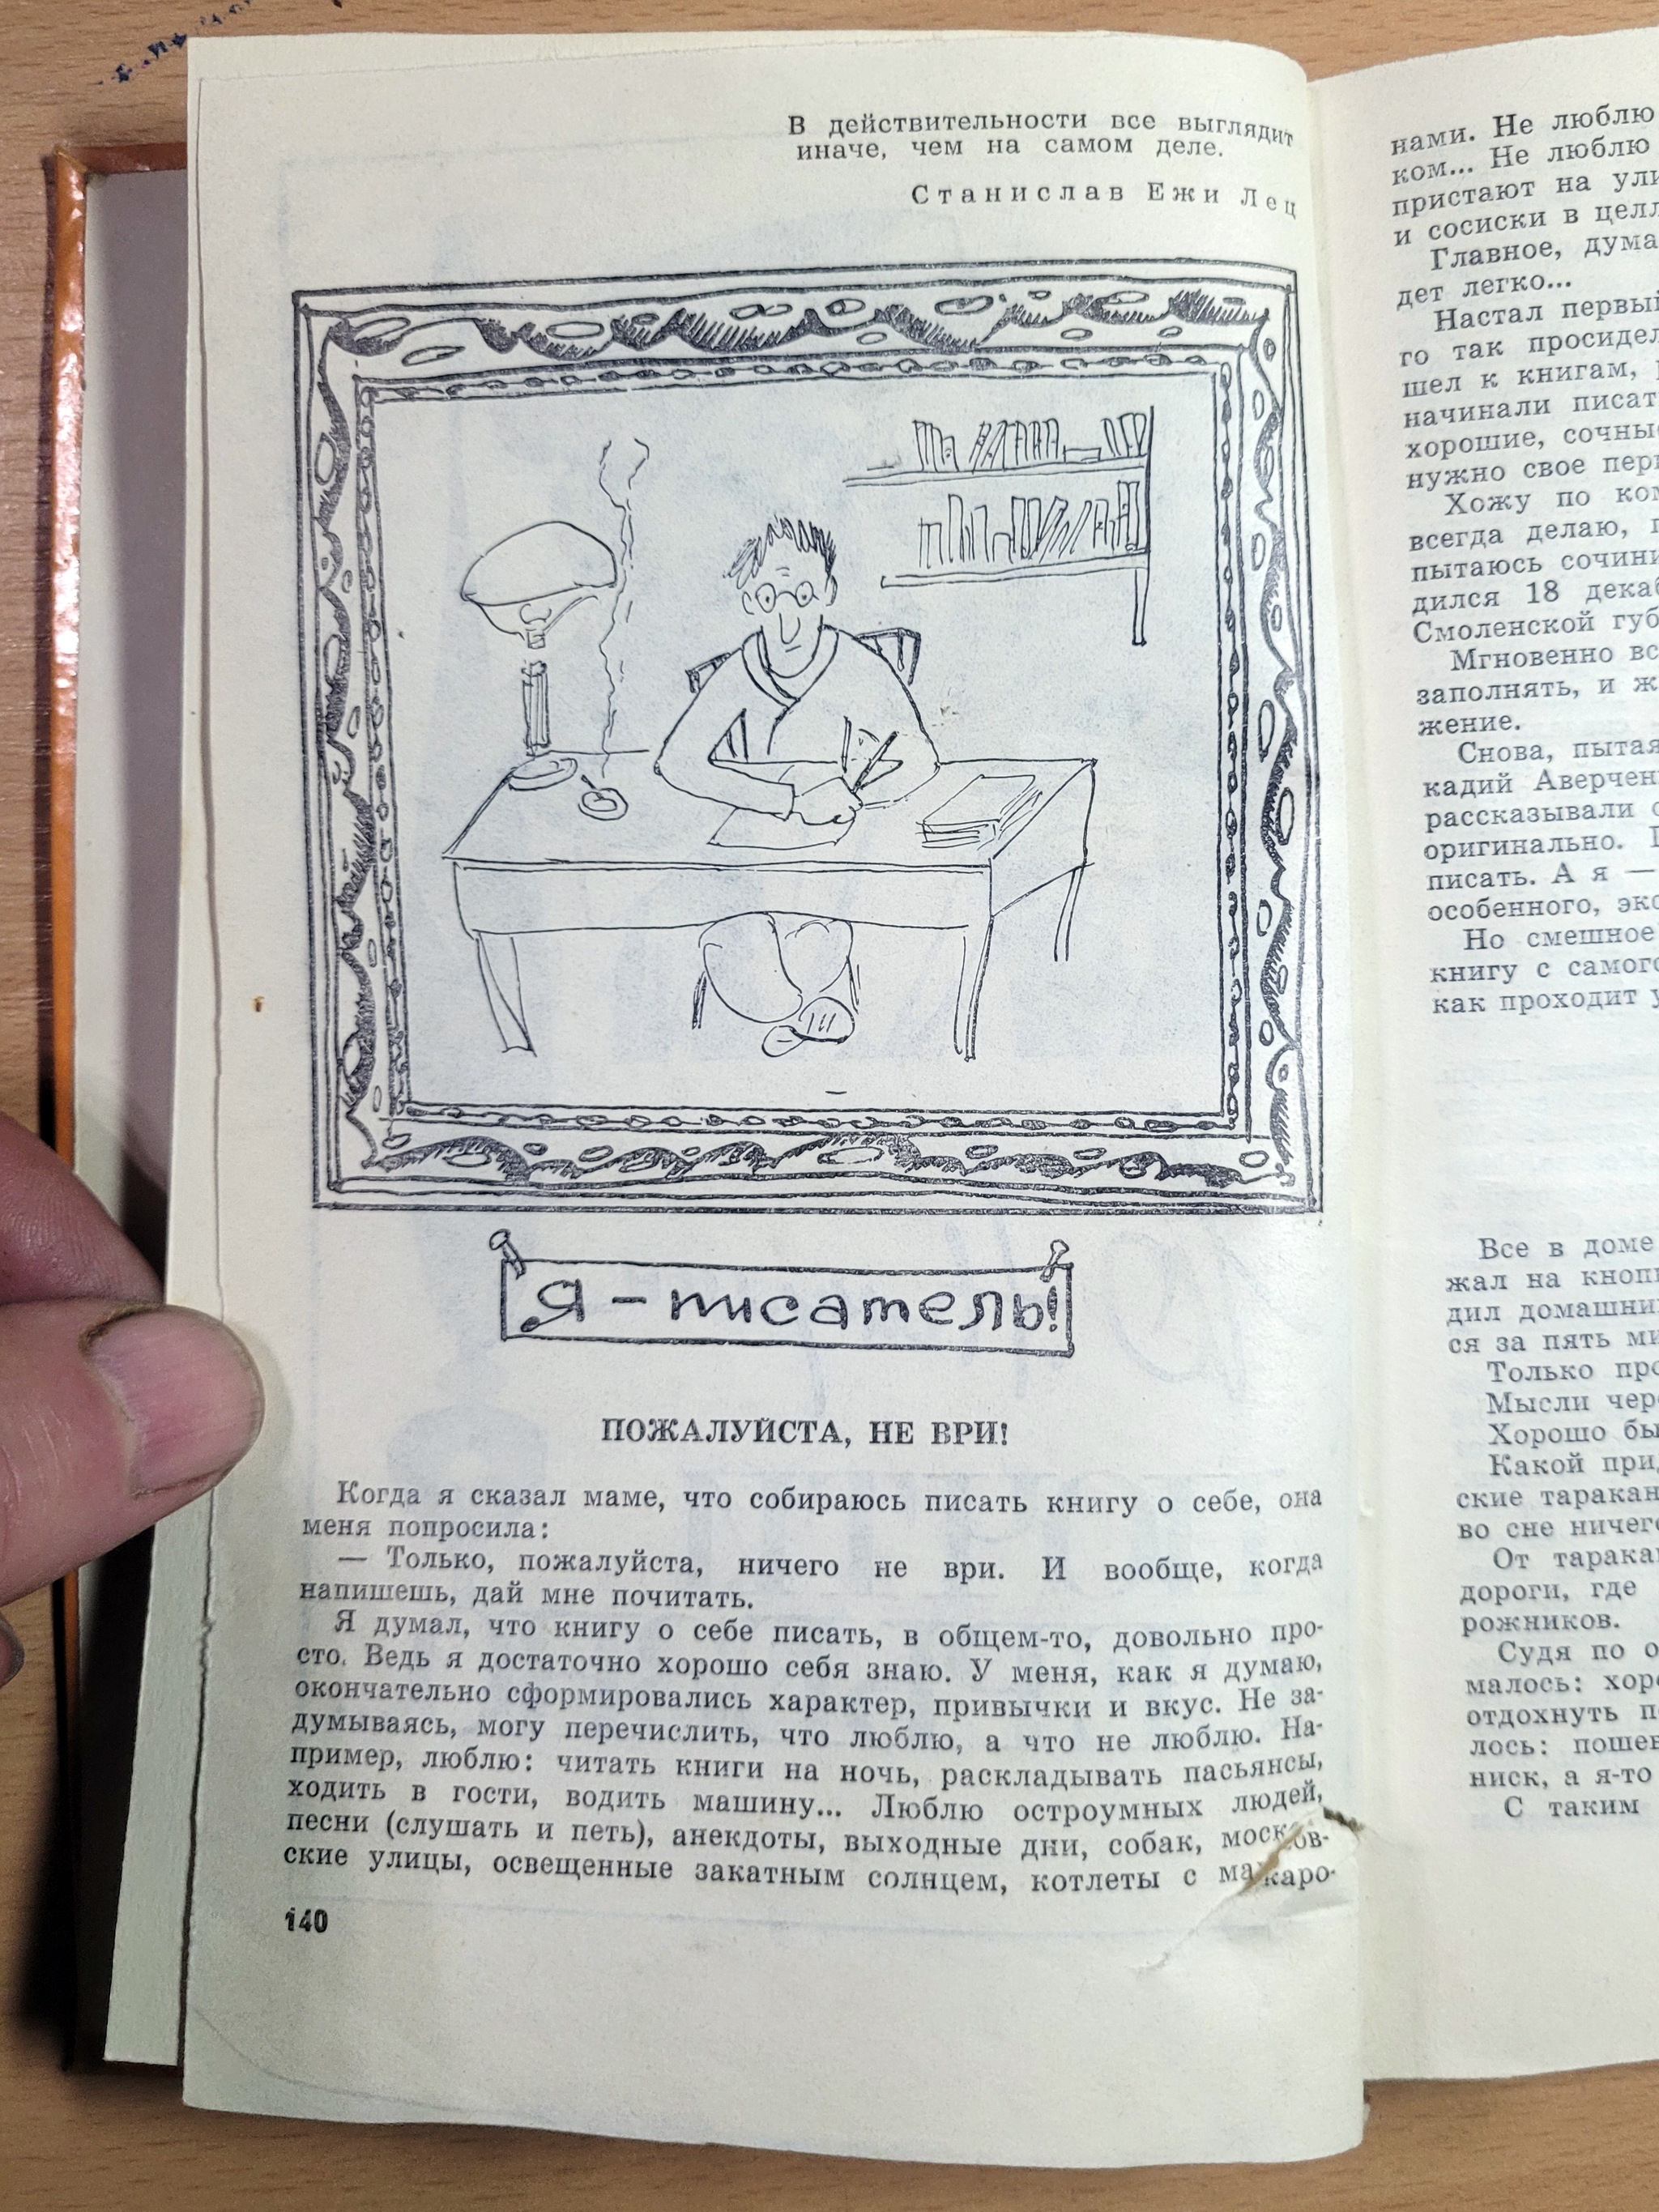 В действительности все выглядит
иначе, чем на самом деле.
Станислав Ежи Лец
Я – писатель!
ПОЖАЛУЙСТА, НЕ ВРИ!
Когда я сказал маме, что собираюсь писать книгу о себе, она
меня попросила:
— Только, пожалуйста, ничего не ври. И вообще, когда
напишешь, дай мне почитать.
Я думал, что книгу о себе писать, в общем-то, довольно про-
сто. Ведь я достаточно хорошо себя знаю. У меня, как я думаю,
окончательно сформировались характер, привычки и вкус. Не за-
думываясь, могу перечислить, что люблю, а что не люблю. На-
пример, люблю: читать книги на ночь, раскладывать пасьянсы,
ходить в гости, водить машину... Люблю остроумных людей,
песни (слушать и петь), анекдоты, выходные дни, собак, москов-
ские улицы, освещенные закатным солнцем, котлеты с макаро-
140
нами. Не люблю
ком... Не люблю
пристают на ули
и сосиски в целл
Главное, дума
дет легко...
Настал первый
го так просидел
шел к книгам,
начинали писат
хорошие, сочные
нужно свое перв
Хожу по ком
всегда делаю,
пытаюсь сочини
дился 18 декаб
Смоленской губ
Мгновенно вс
заполнять, и ж
жение.
Снова, пытая
кадий Аверчен
рассказывали
оригинально.
писать. А я —
особенного, экс
Но смешное
книгу с самого
как проходит
Все в доме
жал на кноп
дил домашни
ся за пять ми
Только про
Мысли чер
Хорошо бы
Какой при
ские таракан
во сне ничег
От таракан
дороги, где
рожников.
Судя по о
малось: хор
отдохнуть п
лось: пошел
ниск, а я-то
С таким